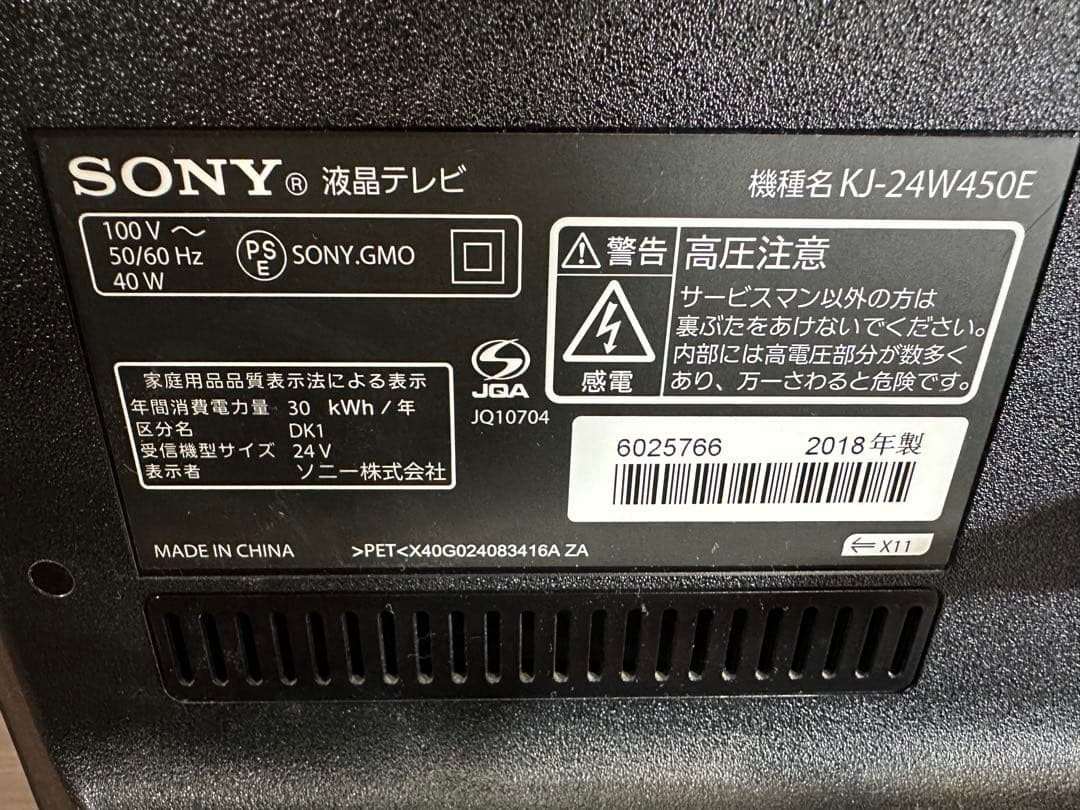 SONY® 液晶テレビ
機種名 KJ-24W450E
100 V ～
50/60 Hz
40 W
PSE SONY.GMO
警告
感電
高圧注意
サービスマン以外の方は
裏ぶたをあけないでください。
内部には高電圧部分が数多く
あり、万一さわると危険です。
家庭用品品質表示法による表示
年間消費電力量 30 kWh / 年
区分名 DK1
受信機型サイズ 24 V
表示者 ソニー株式会社
JQA
JQ10704
6025766 2018年製
MADE IN CHINA >PET<X40G024083416A ZA
⇐ X11